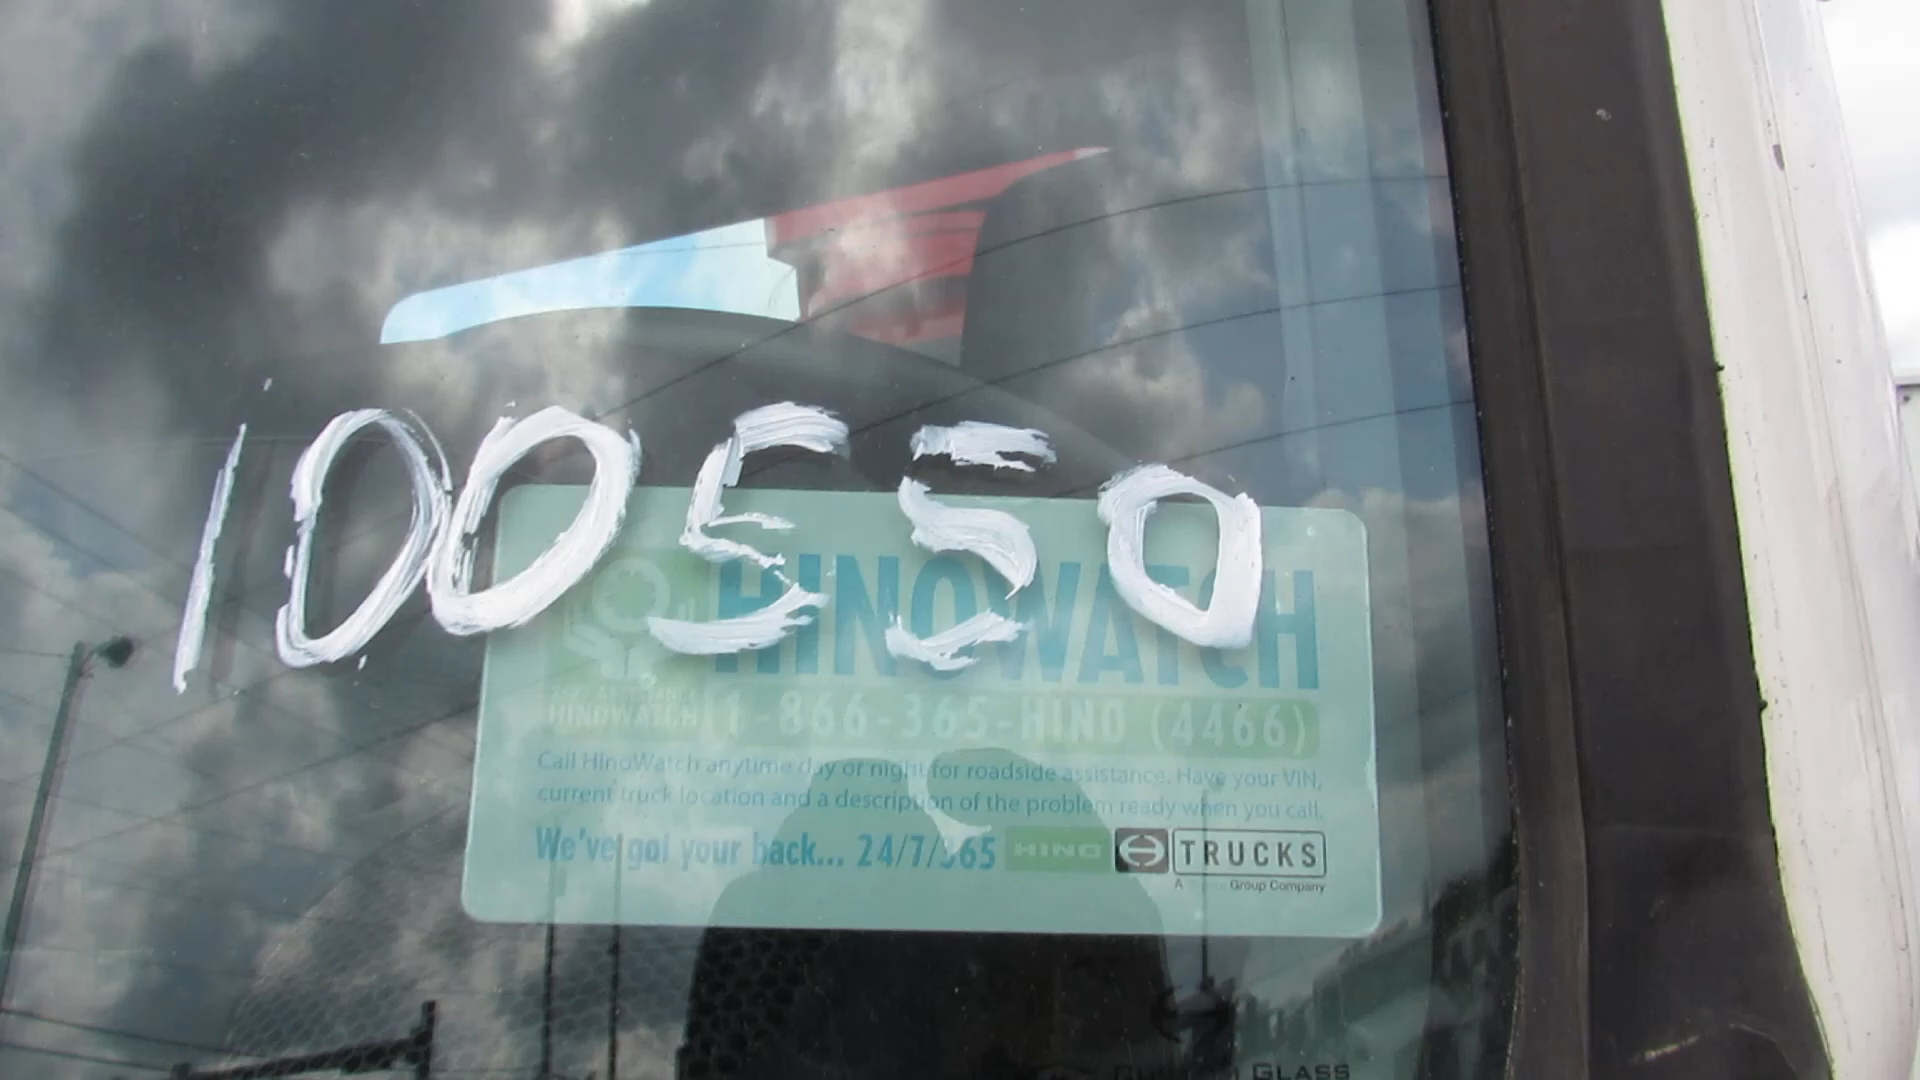 100550
HINOWATCH
HINOWATCH 1-866-365-HINO (4466)
Call HinoWatch anytime day or night for roadside assistance. Have your VIN,
current truck location and a description of the problem ready when you call.
We've got your back... 24/7/365 HINO TRUCKS
A Group Company
GLASS